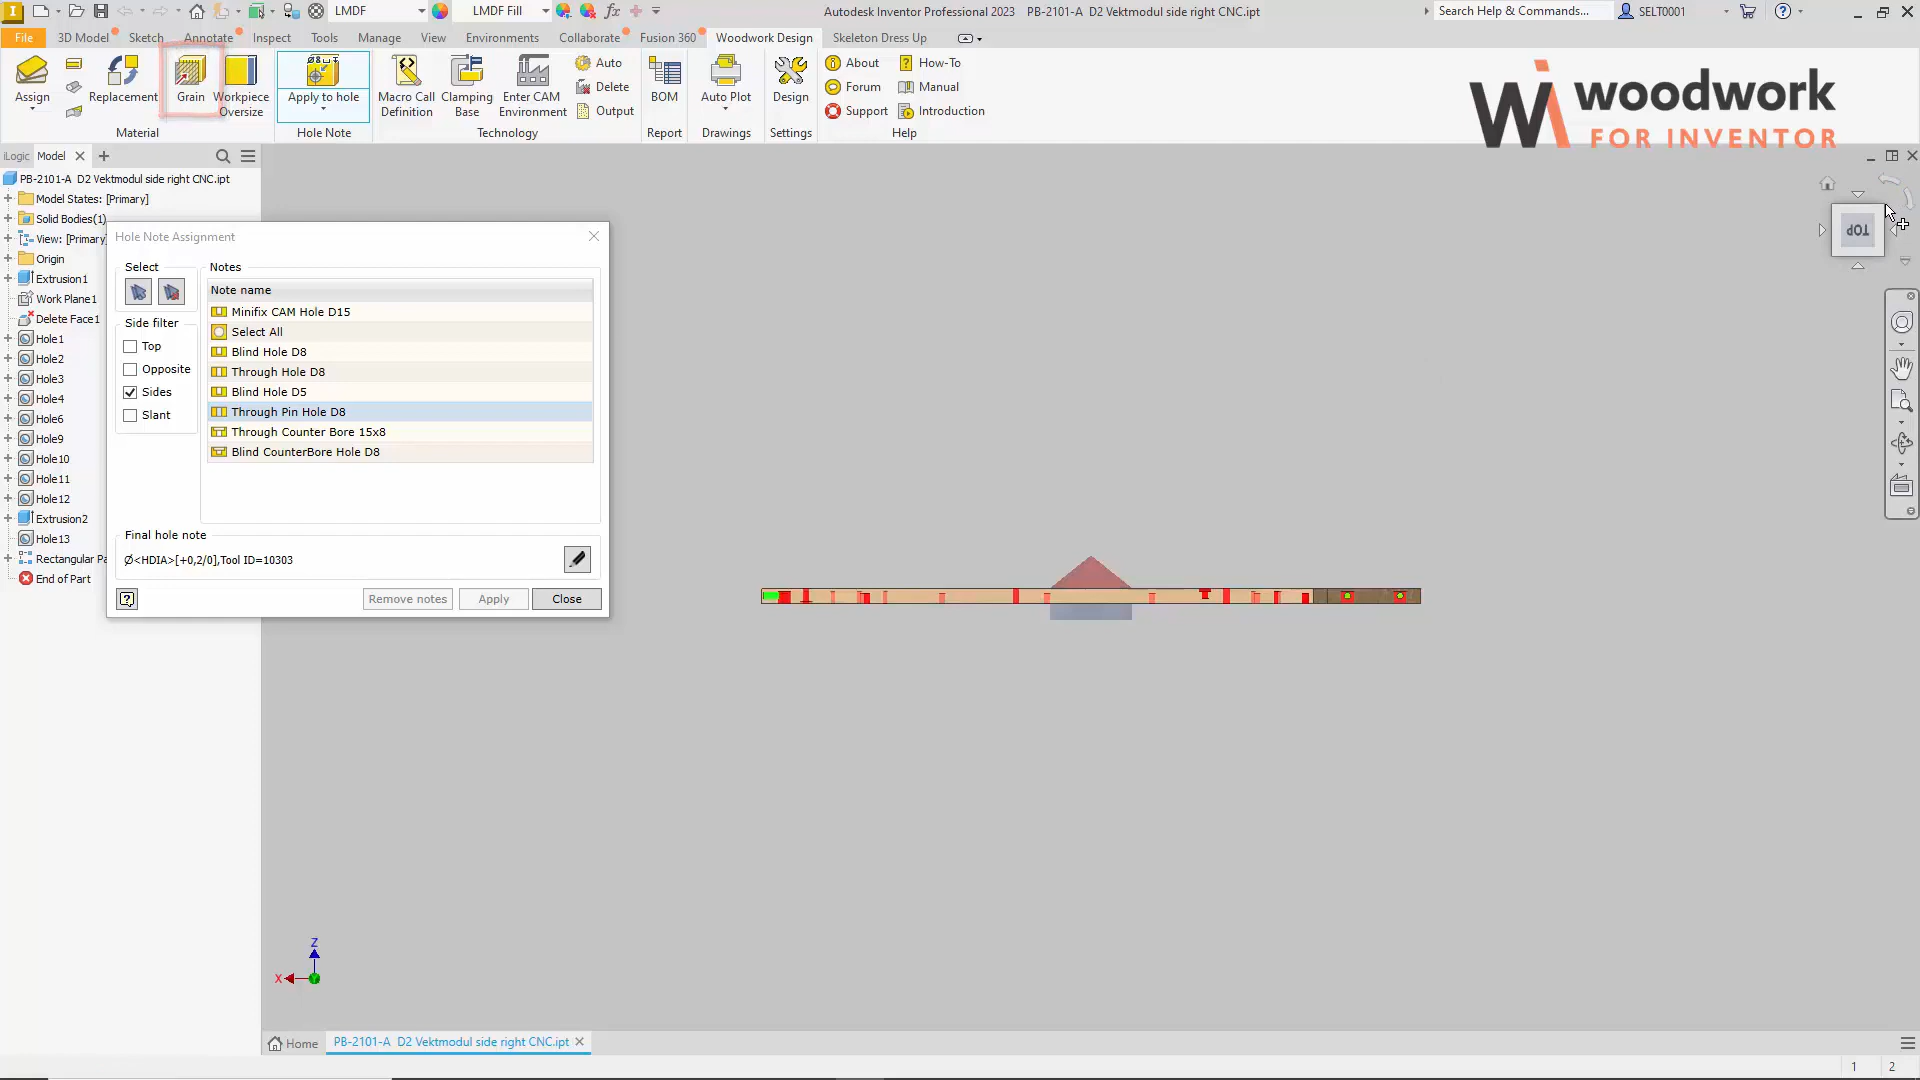 LMDF
LMDF Fill
Autodesk Inventor Professional 2023 PB-2101-A D2 Vektmodul side right CNC.ipt
Search Help & Commands...
SELT0001
File
3D Model
Sketch
Annotate
Inspect
Tools
Manage
View
Environments
Collaborate
Fusion 360
Woodwork Design
Skeleton Dress Up
Assign
Replacement
Grain
Workpiece
Oversize
Apply to hole
Macro Call
Definition
Clamping
Base
Enter CAM
Environment
Auto
Delete
Output
BOM
Auto Plot
Design
About
Forum
Support
How-To
Manual
Introduction
Material
Hole Note
Technology
Report
Drawings
Settings
Help
woodwork
FOR INVENTOR
iLogic
Model
PB-2101-A D2 Vektmodul side right CNC.ipt
Model States: [Primary]
Solid Bodies(1)
View: [Primary]
Origin
Extrusion1
Work Plane1
Delete Face1
Hole1
Hole2
Hole3
Hole4
Hole6
Hole9
Hole10
Hole11
Hole12
Extrusion2
Hole13
Rectangular Pa
End of Part
Hole Note Assignment
Select
Side filter
Top
Opposite
Sides
Slant
Notes
Note name
Minifix CAM Hole D15
Select All
Blind Hole D8
Through Hole D8
Blind Hole D5
Through Pin Hole D8
Through Counter Bore 15x8
Blind CounterBore Hole D8
Final hole note
Ø<HDIA>[+0,2/0],Tool ID=10303
Remove notes
Apply
Close
TOP
Z
X
Home
PB-2101-A D2 Vektmodul side right CNC.ipt
1 2